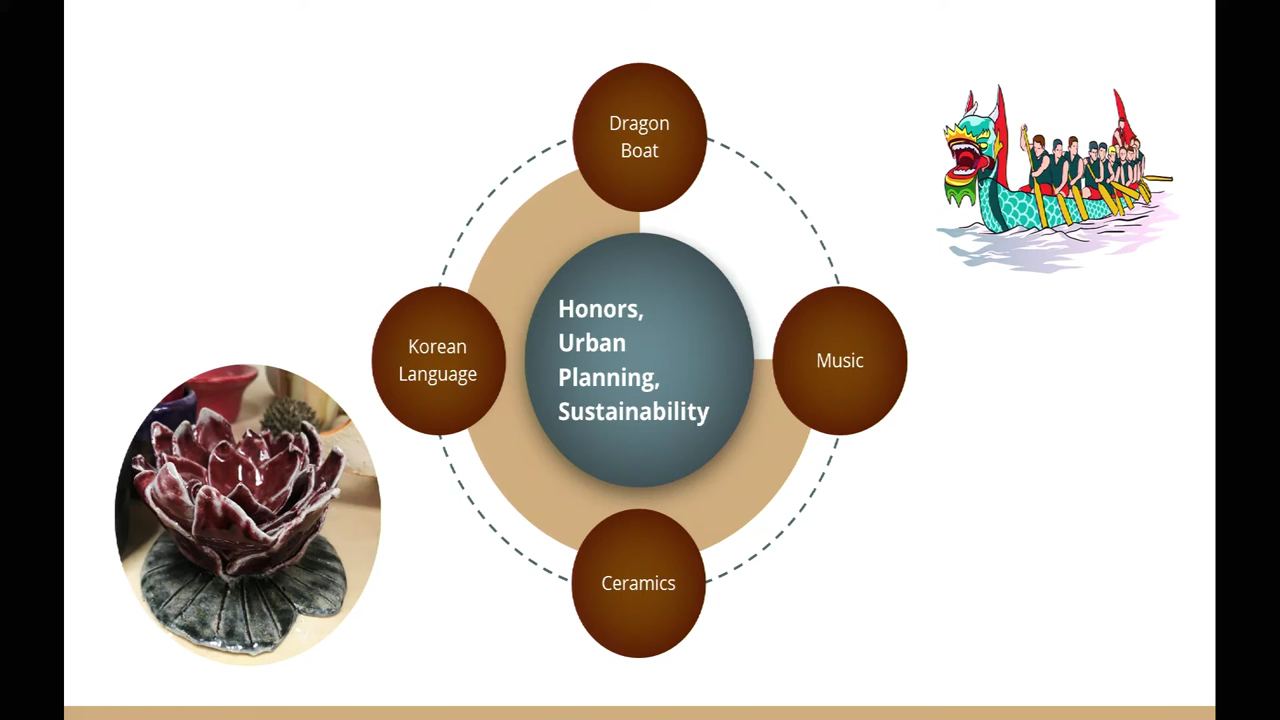 Dragon
Boat
Honors,
Urban
Planning,
Sustainability
Korean
Language
Music
Ceramics